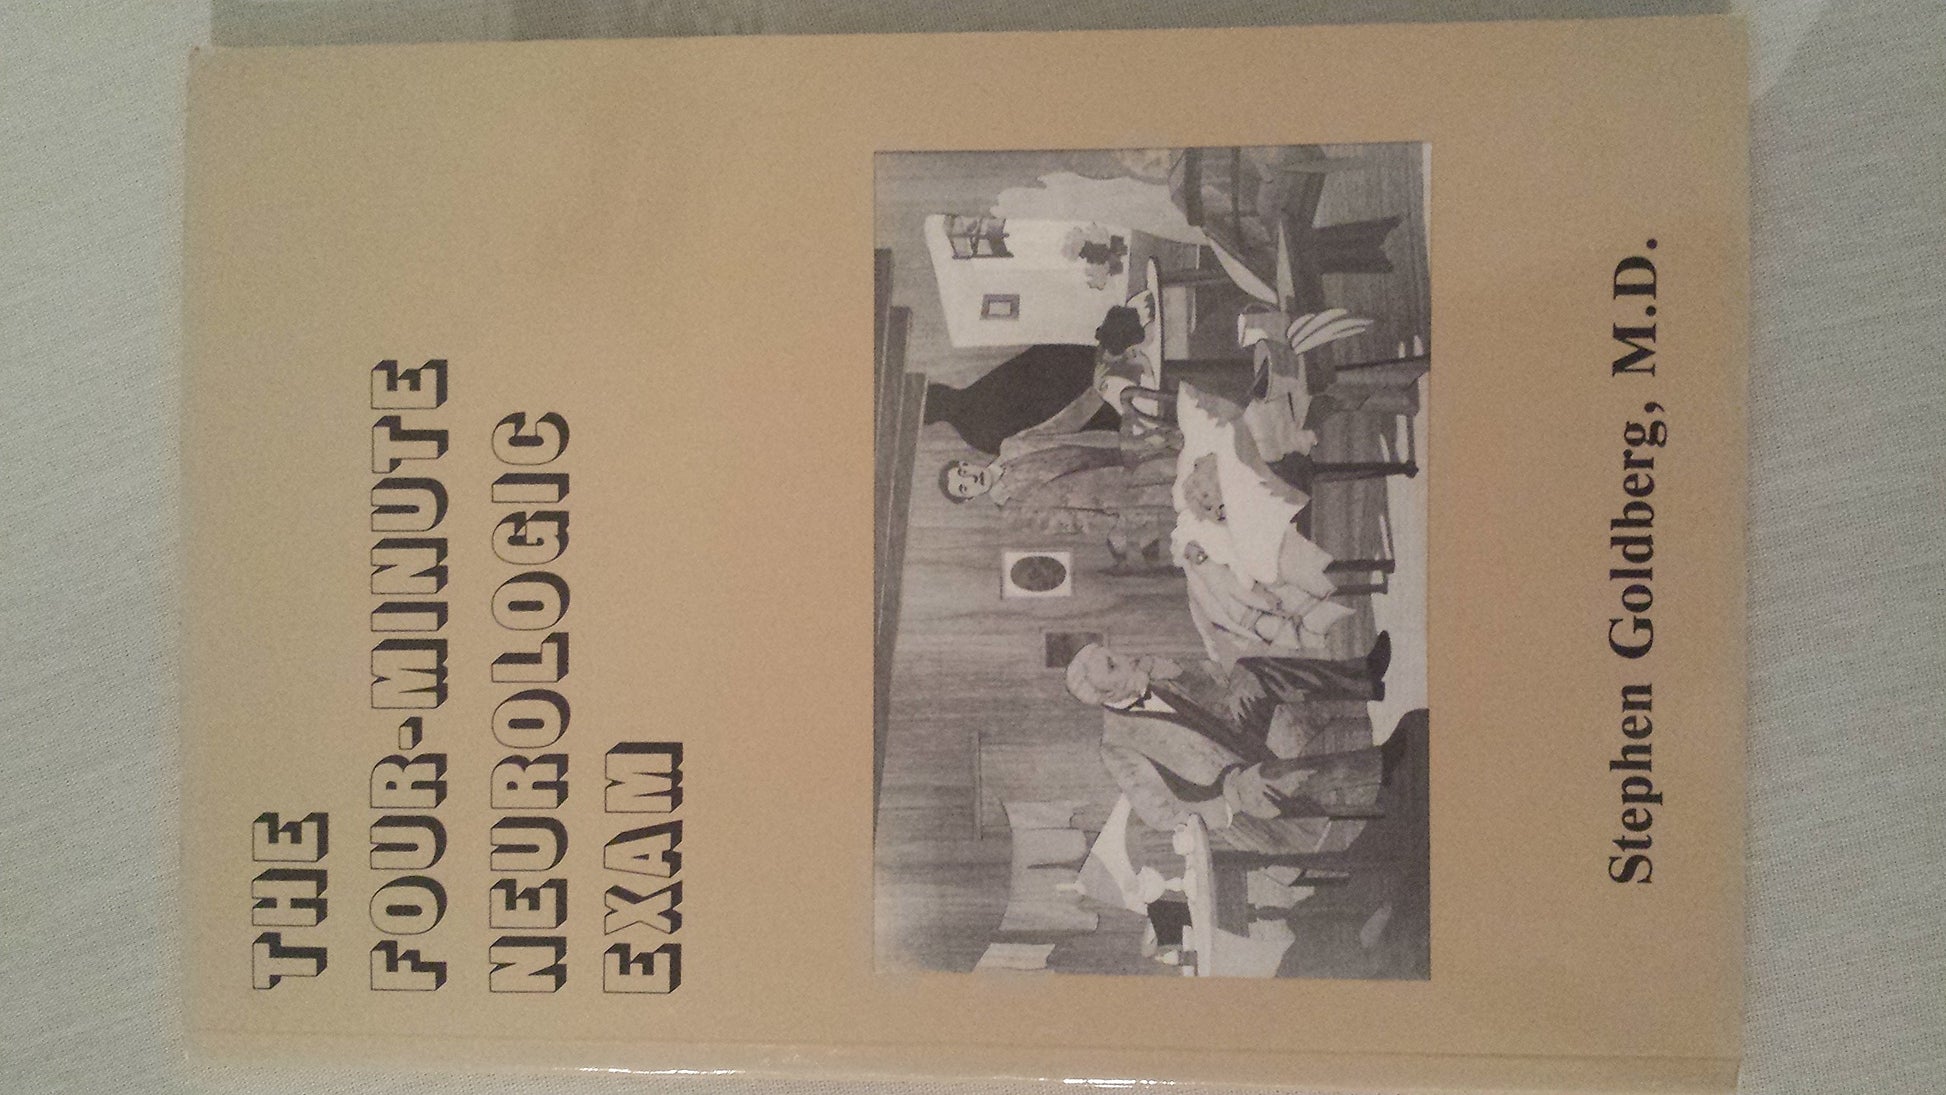 THE
FOUR-MINUTE
NEUROLOGIC
EXAM
Stephen Goldberg, M.D.